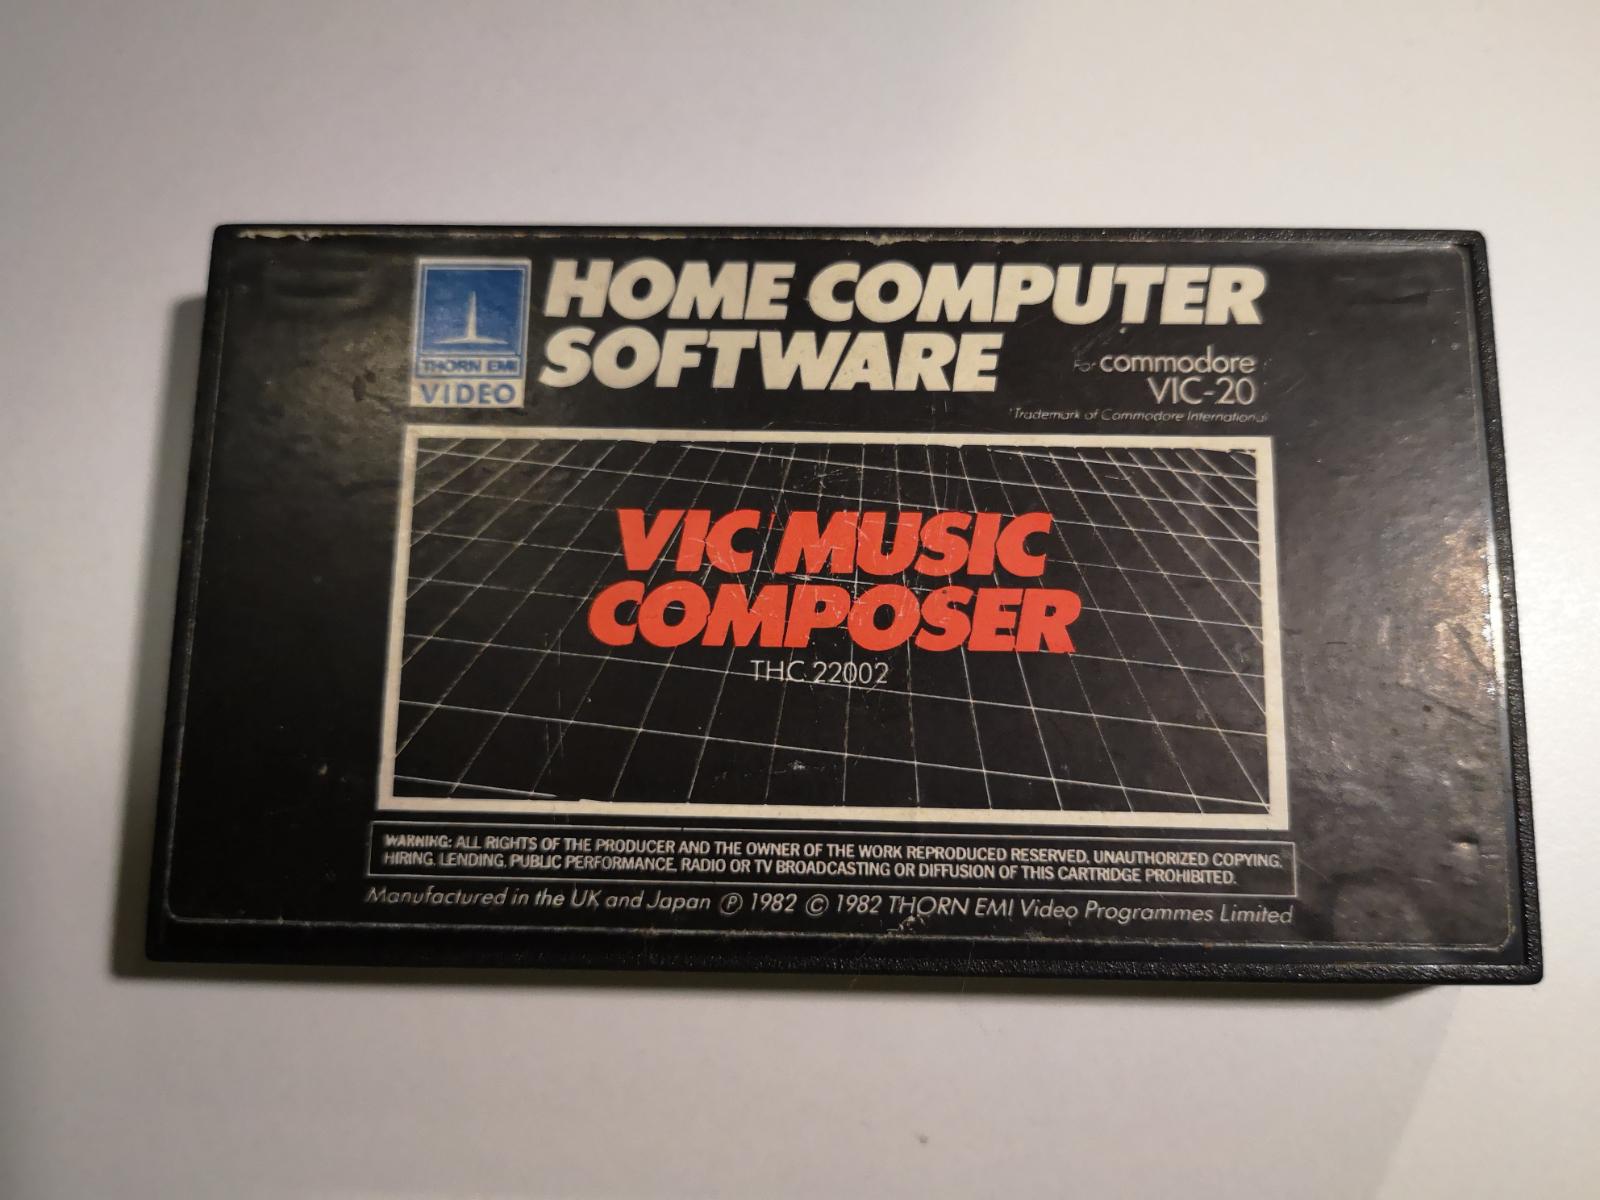 THORN EMI
VIDEO
HOME COMPUTER
SOFTWARE
For commodore
VIC-20
*Trademark of Commodore International
VIC MUSIC
COMPOSER
THC 22002
WARNING: ALL RIGHTS OF THE PRODUCER AND THE OWNER OF THE WORK REPRODUCED RESERVED. UNAUTHORIZED COPYING,
HIRING, LENDING, PUBLIC PERFORMANCE, RADIO OR TV BROADCASTING OR DIFFUSION OF THIS CARTRIDGE PROHIBITED.
Manufactured in the UK and Japan ℗ 1982 © 1982 THORN EMI Video Programmes Limited